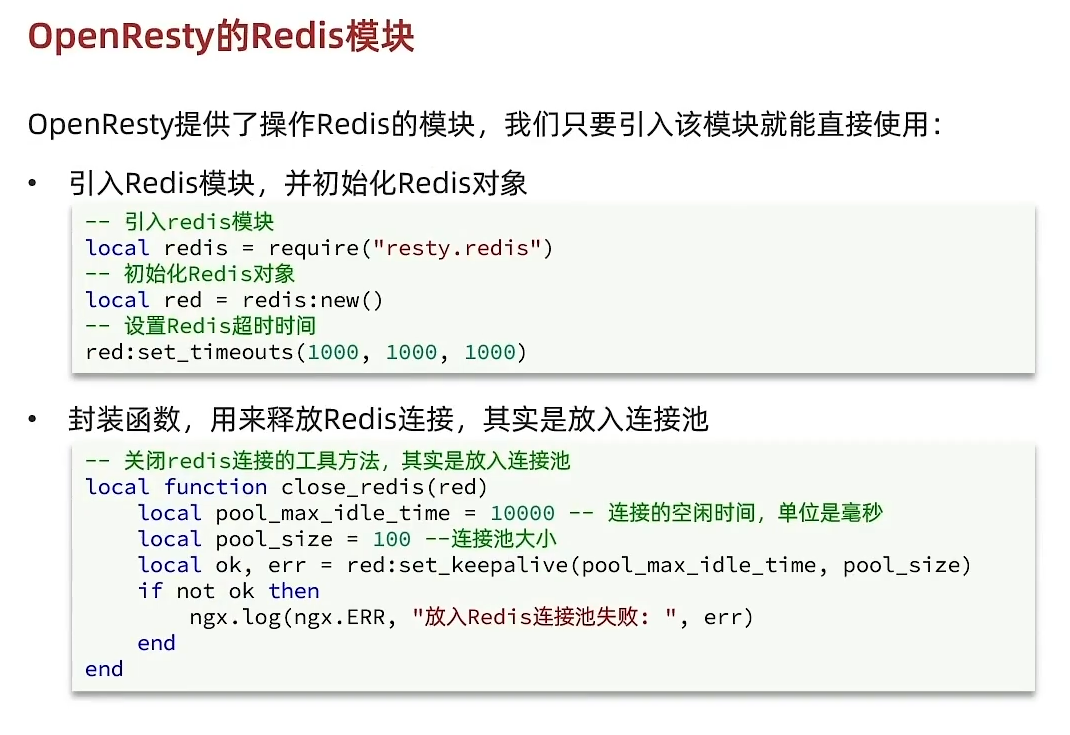 OpenResty的Redis模块
OpenResty提供了操作Redis的模块，我们只要引入该模块就能直接使用：
• 引入Redis模块，并初始化Redis对象
-- 引入redis模块
local redis = require("resty.redis")
-- 初始化Redis对象
local red = redis:new()
-- 设置Redis超时时间
red:set_timeouts(1000, 1000, 1000)
• 封装函数，用来释放Redis连接，其实是放入连接池
-- 关闭redis连接的工具方法，其实是放入连接池
local function close_redis(red)
    local pool_max_idle_time = 10000 -- 连接的空闲时间，单位是毫秒
    local pool_size = 100 --连接池大小
    local ok, err = red:set_keepalive(pool_max_idle_time, pool_size)
    if not ok then
        ngx.log(ngx.ERR, "放入Redis连接池失败: ", err)
    end
end